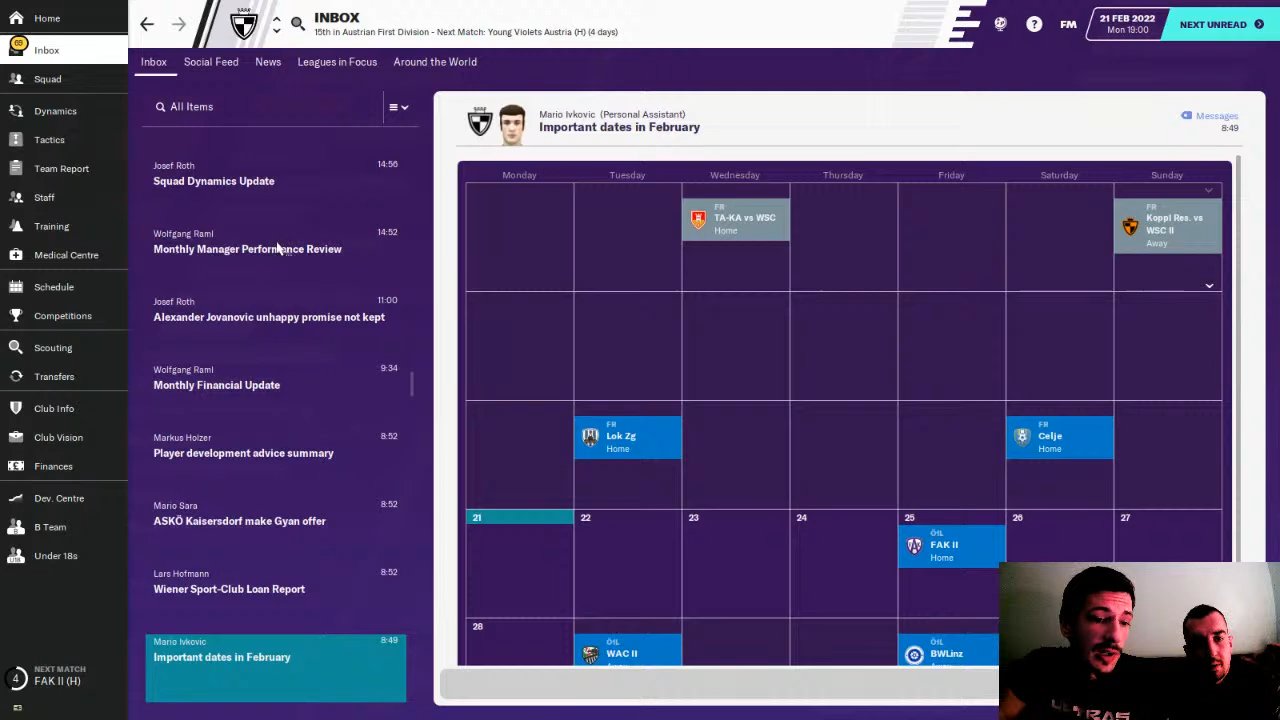 Home
Inbox
69
Squad
Dynamics
Tactics
Team Report
Staff
Training
Medical Centre
Schedule
Competitions
Scouting
Transfers
Club Info
Club Vision
Finances
Dev. Centre
B Team
Under 18s
4
NEXT MATCH
FAK II (H)
INBOX
15th in Austrian First Division - Next Match: Young Violets Austria (H) (4 days)
FM
21 FEB 2022
Mon 19:00
NEXT UNREAD
Inbox
Social Feed
News
Leagues in Focus
Around the World
All Items
Josef Roth 14:56
Squad Dynamics Update
Wolfgang Raml 14:52
Monthly Manager Performance Review
Josef Roth 11:00
Alexander Jovanovic unhappy promise not kept
Wolfgang Raml 9:34
Monthly Financial Update
Markus Holzer 8:52
Player development advice summary
Mario Sara 8:52
ASKÖ Kaisersdorf make Gyan offer
Lars Hofmann 8:52
Wiener Sport-Club Loan Report
Mario Ivkovic 8:49
Important dates in February
Mario Ivkovic (Personal Assistant)
Important dates in February
Messages
8:49
Monday Tuesday Wednesday Thursday Friday Saturday Sunday
FR
TA-KA vs WSC
Home
FR
Koppl Res. vs
WSC II
Away
FR
Lok Zg
Home
FR
Celje
Home
21 22 23 24 25 26 27
Ö1L
FAK II
Home
28
Ö1L
WAC II
Ö1L
BWLinz